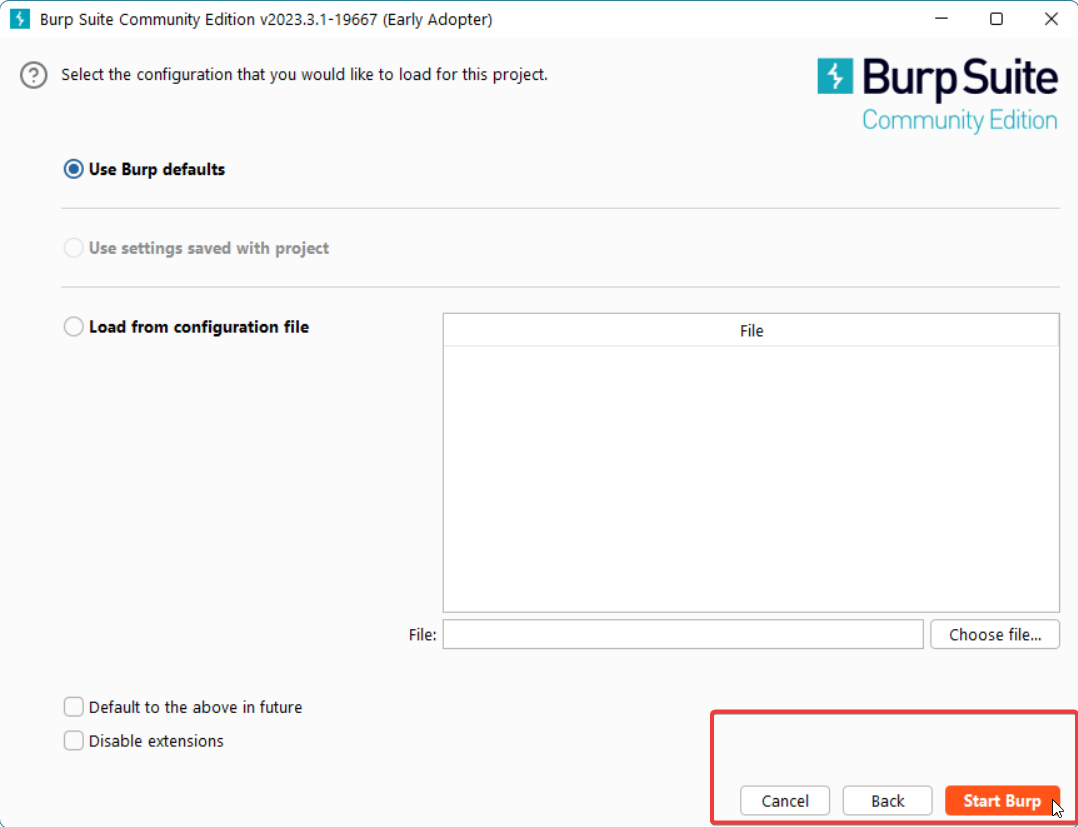 Burp Suite Community Edition v2023.3.1-19667 (Early Adopter)
? Select the configuration that you would like to load for this project.
Burp Suite
Community Edition
Use Burp defaults
Use settings saved with project
Load from configuration file
File
File:
Choose file...
Default to the above in future
Disable extensions
Cancel Back Start Burp